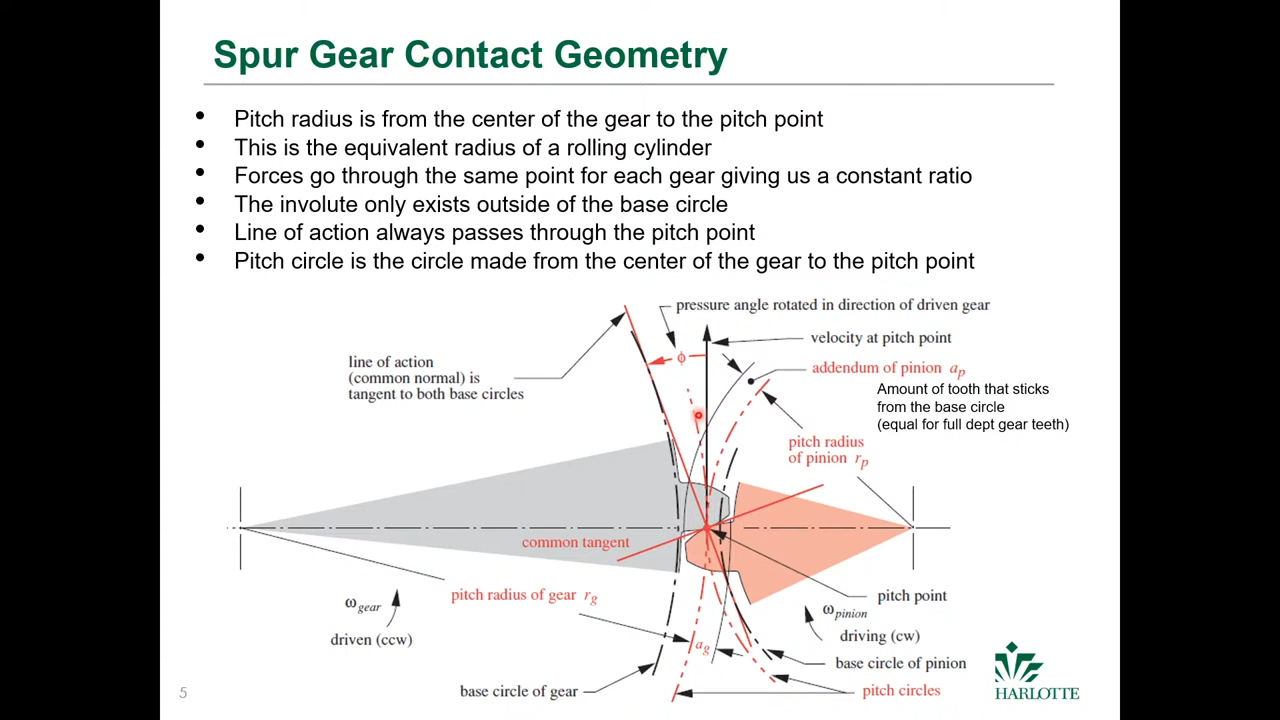 Spur Gear Contact Geometry
• Pitch radius is from the center of the gear to the pitch point
• This is the equivalent radius of a rolling cylinder
• Forces go through the same point for each gear giving us a constant ratio
• The involute only exists outside of the base circle
• Line of action always passes through the pitch point
• Pitch circle is the circle made from the center of the gear to the pitch point
pressure angle rotated in direction of driven gear
velocity at pitch point
ϕ
line of action
(common normal) is
tangent to both base circles
addendum of pinion aₚ
Amount of tooth that sticks
from the base circle
(equal for full dept gear teeth)
pitch radius
of pinion rₚ
common tangent
pitch radius of gear r_g
pitch point
ω_gear
driven (ccw)
ω_pinion
driving (cw)
a_g
base circle of pinion
base circle of gear
pitch circles
HARLOTTE
5